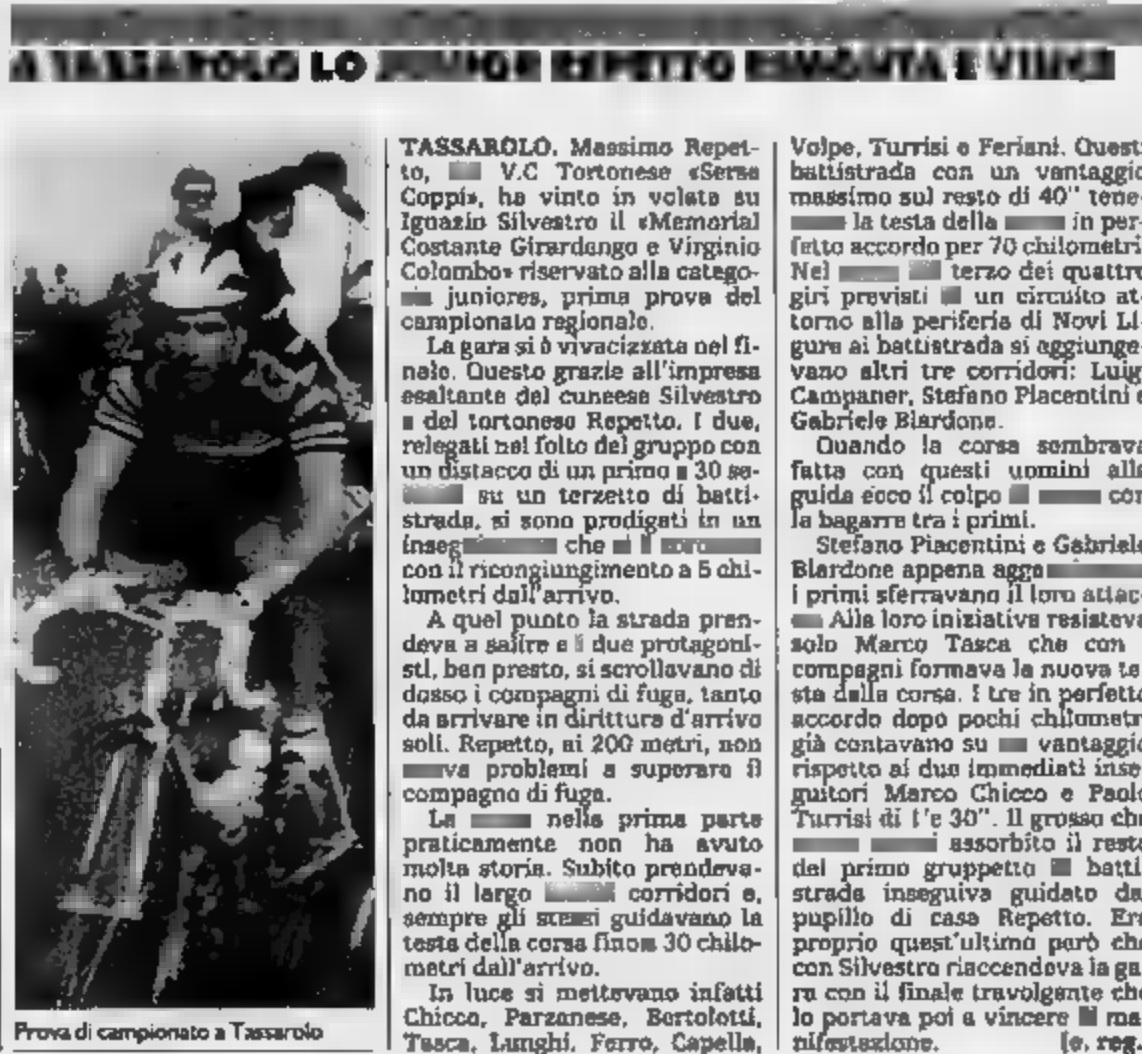 A TASSAROLO LO JUNIOR REPETTO RIMONTA E VINCE
TASSAROLO. Massimo Repet-
to, V.C Tortonese «Serse
Coppi», ha vinto in volata su
Ignazio Silvestro il «Memorial
Costante Girardengo e Virginio
Colombo» riservato alla catego-
juniores, prima prova del
campionato regionale.
La gara si è vivacizzata nel fi-
nale. Questo grazie all'impresa
esaltante del cuneese Silvestro
del tortonese Repetto. I due,
relegati nel folto del gruppo con
un distacco di un primo 30 se-
su un terzetto di batti-
strada, si sono prodigati in un
che
con il ricongiungimento a 5 chi-
lometri dall'arrivo.
A quel punto la strada pren-
deva a salire e i due protagoni-
sti, ben presto, si scrollavano di
dosso i compagni di fuga, tanto
da arrivare in dirittura d'arrivo
soli. Repetto, ai 200 metri, non
problemi a superare il
compagno di fuga.
La nella prima parte
praticamente non ha avuto
molta storia. Subito prendeva-
no il largo corridori e,
sempre gli stessi guidavano la
testa della corsa fino 30 chilo-
metri dall'arrivo.
In luce si mettevano infatti
Chicco, Parzanese, Bortolotti,
Tasca, Lunghi, Ferro, Capella,
Volpe, Turrisi e Feriani. Questi
battistrada con un vantaggio
massimo sul resto di 40" tene-
la testa della in per-
fetto accordo per 70 chilometri.
Nel terzo dei quattro
giri previsti un circuito at-
torno alla periferia di Novi Li-
gure ai battistrada si aggiunge-
vano altri tre corridori: Luigi
Campaner, Stefano Piacentini e
Gabriele Blardone.
Quando la corsa sembrava
fatta con questi uomini alla
guida ecco il colpo con
la bagarre tra i primi.
Stefano Piacentini e Gabriele
Blardone appena
i primi sferravano il loro attac-
Alla loro iniziativa resisteva
solo Marco Tasca che con
compagni formava la nuova te-
sta della corsa. I tre in perfetto
accordo dopo pochi chilometri
già contavano su vantaggio
rispetto ai due immediati inse-
guitori Marco Chicco e Paolo
Turrisi di 1'e 30". Il grosso che
assorbito il resto
del primo gruppetto batti-
strada inseguiva guidato dal
pupillo di casa Repetto. Era
proprio quest'ultimo però che
con Silvestro riaccendeva la ga-
ra con il finale travolgente che
lo portava poi a vincere ma-
nifestazione. [e. reg.
Prova di campionato a Tassarolo